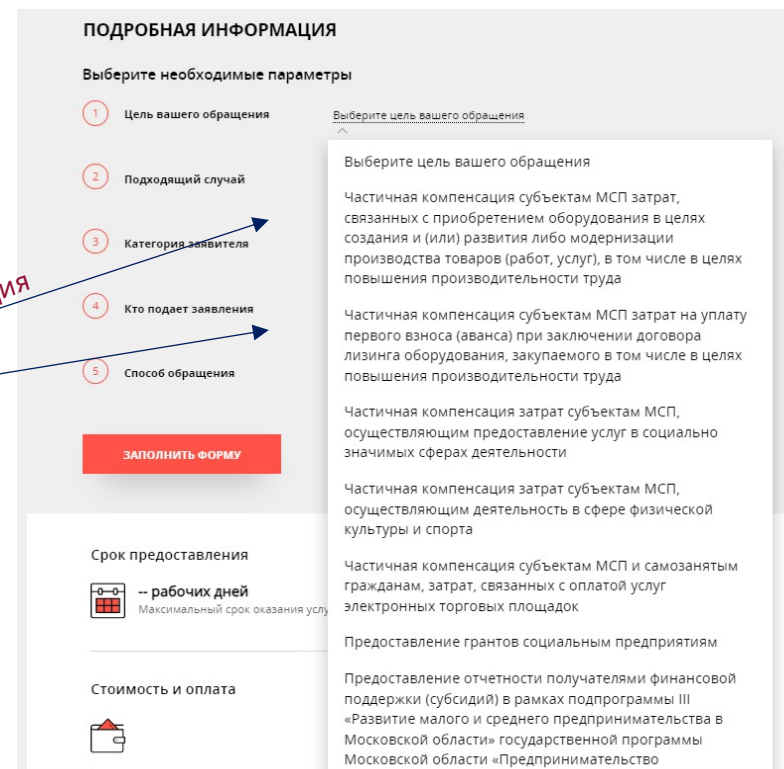 ПОДРОБНАЯ ИНФОРМАЦИЯ
Выберите необходимые параметры
1 Цель вашего обращения
Выберите цель вашего обращения
2 Подходящий случай
3 Категория заявителя
4 Кто подает заявления
5 Способ обращения
ЗАПОЛНИТЬ ФОРМУ
Выберите цель вашего обращения
Частичная компенсация субъектам МСП затрат,
связанных с приобретением оборудования в целях
создания и (или) развития либо модернизации
производства товаров (работ, услуг), в том числе в целях
повышения производительности труда
Частичная компенсация субъектам МСП затрат на уплату
первого взноса (аванса) при заключении договора
лизинга оборудования, закупаемого в том числе в целях
повышения производительности труда
Частичная компенсация затрат субъектам МСП,
осуществляющим предоставление услуг в социально
значимых сферах деятельности
Частичная компенсация затрат субъектам МСП,
осуществляющим деятельность в сфере физической
культуры и спорта
Частичная компенсация субъектам МСП и самозанятым
гражданам, затрат, связанных с оплатой услуг
электронных торговых площадок
Предоставление грантов социальным предприятиям
Предоставление отчетности получателями финансовой
поддержки (субсидий) в рамках подпрограммы III
«Развитие малого и среднего предпринимательства в
Московской области» государственной программы
Московской области «Предпринимательство
Срок предоставления
-- рабочих дней
Максимальный срок оказания услу
Стоимость и оплата